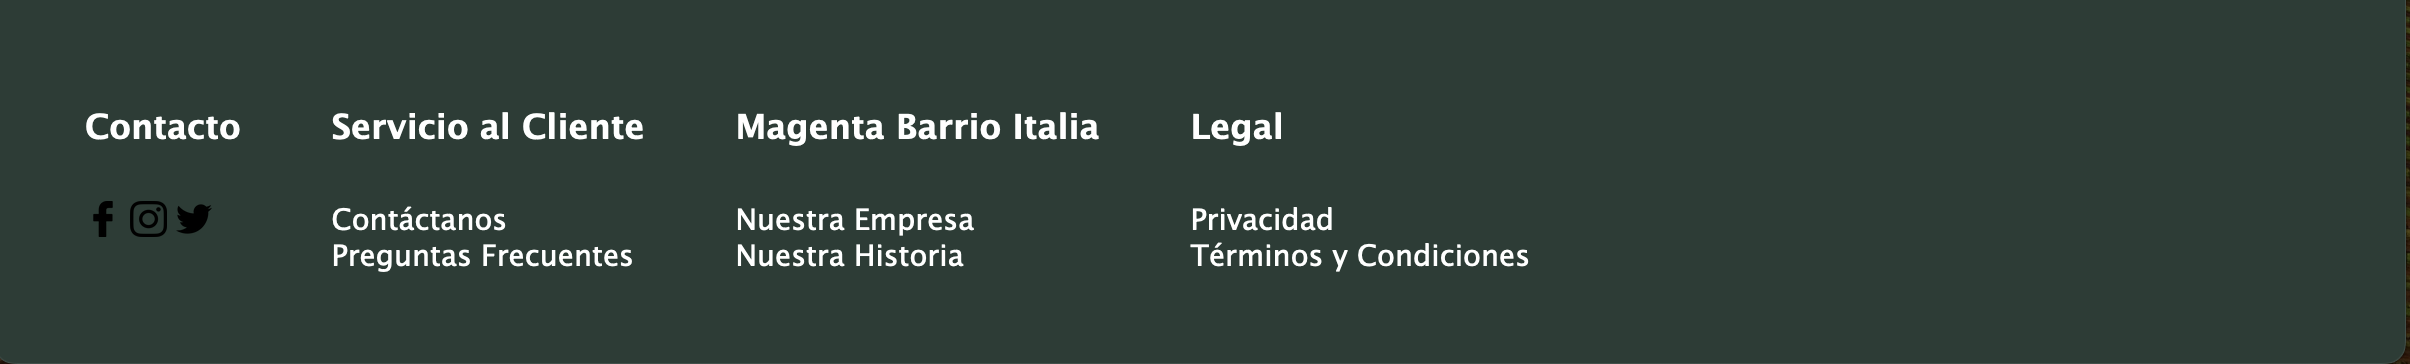 Contacto
Servicio al Cliente
Contáctanos
Preguntas Frecuentes
Magenta Barrio Italia
Nuestra Empresa
Nuestra Historia
Legal
Privacidad
Términos y Condiciones